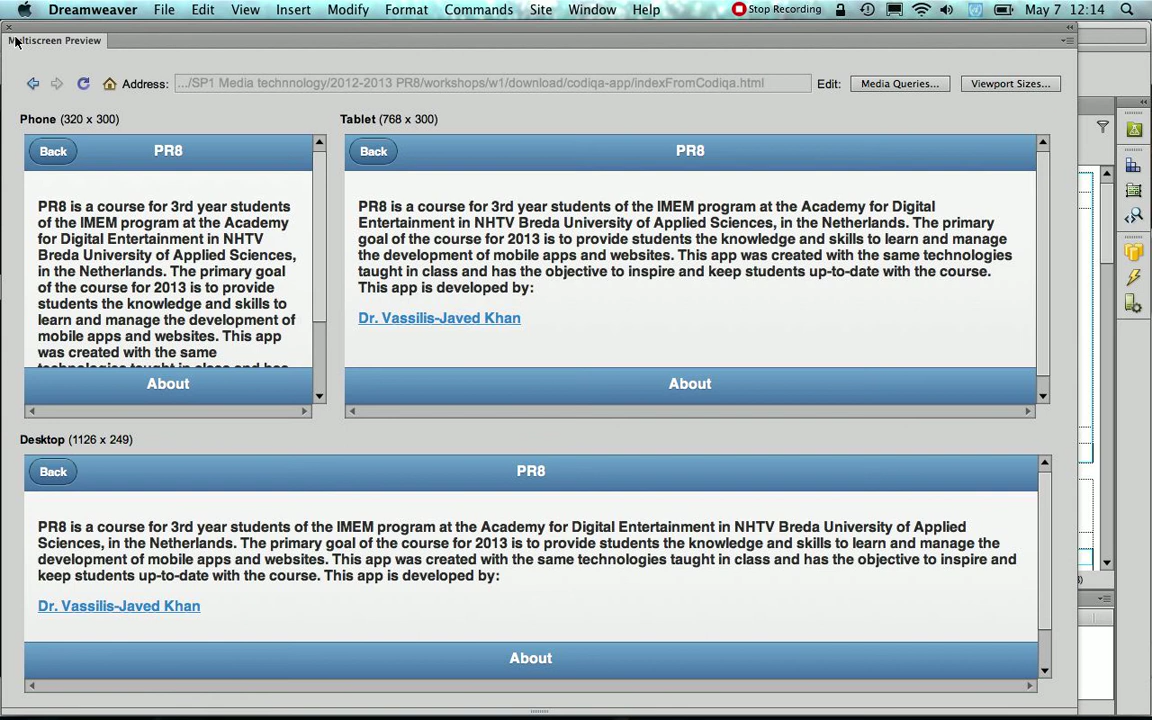 Dreamweaver File Edit View Insert Modify Format Commands Site Window Help Stop Recording May 7 12:14
Multiscreen Preview
Address: .../SP1 Media technnology/2012-2013 PR8/workshops/w1/download/codiqa-app/indexFromCodiqa.html Edit: Media Queries... Viewport Sizes...
Phone (320 x 300)
Back PR8
PR8 is a course for 3rd year students
of the IMEM program at the Academy
for Digital Entertainment in NHTV
Breda University of Applied Sciences,
in the Netherlands. The primary goal
of the course for 2013 is to provide
students the knowledge and skills to
learn and manage the development of
mobile apps and websites. This app
was created with the same
technologies taught in class and has
About
Tablet (768 x 300)
Back PR8
PR8 is a course for 3rd year students of the IMEM program at the Academy for Digital
Entertainment in NHTV Breda University of Applied Sciences, in the Netherlands. The primary
goal of the course for 2013 is to provide students the knowledge and skills to learn and manage
the development of mobile apps and websites. This app was created with the same technologies
taught in class and has the objective to inspire and keep students up-to-date with the course.
This app is developed by:
Dr. Vassilis-Javed Khan
About
Desktop (1126 x 249)
Back PR8
PR8 is a course for 3rd year students of the IMEM program at the Academy for Digital Entertainment in NHTV Breda University of Applied
Sciences, in the Netherlands. The primary goal of the course for 2013 is to provide students the knowledge and skills to learn and manage the
development of mobile apps and websites. This app was created with the same technologies taught in class and has the objective to inspire and
keep students up-to-date with the course. This app is developed by:
Dr. Vassilis-Javed Khan
About